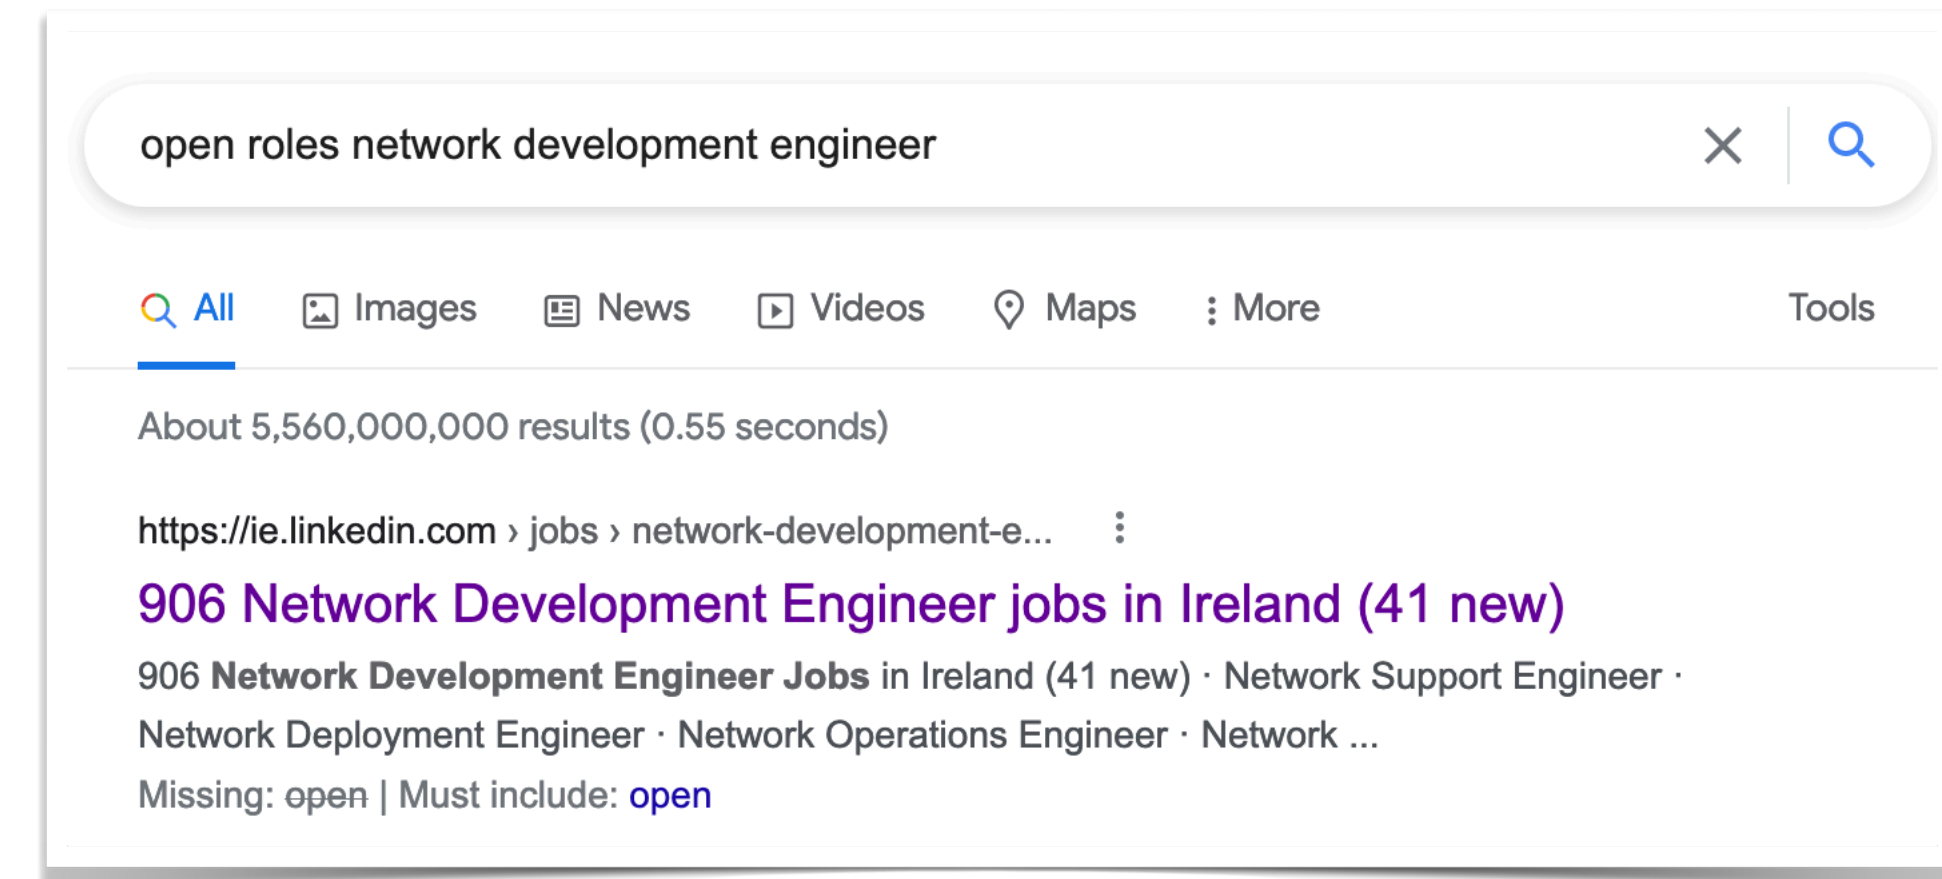 open roles network development engineer
All Images News Videos Maps More Tools
About 5,560,000,000 results (0.55 seconds)
https://ie.linkedin.com › jobs › network-development-e...
906 Network Development Engineer jobs in Ireland (41 new)
906 Network Development Engineer Jobs in Ireland (41 new) · Network Support Engineer ·
Network Deployment Engineer · Network Operations Engineer · Network ...
Missing: open | Must include: open